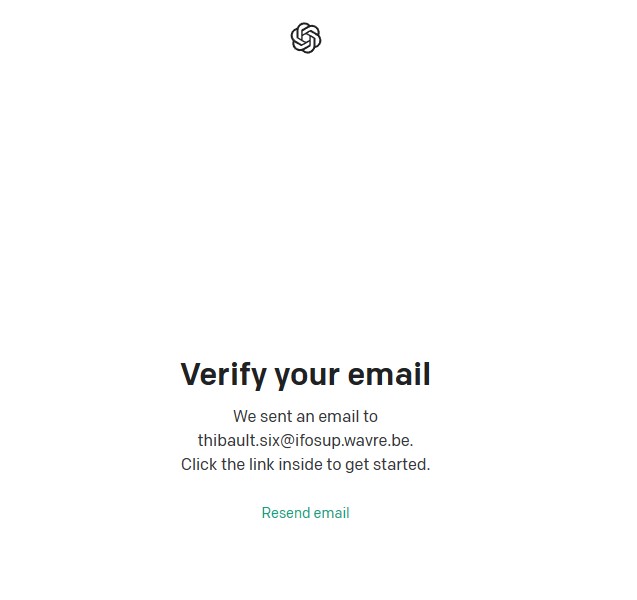 Verify your email
We sent an email to
thibault.six@ifosup.wavre.be.
Click the link inside to get started.
Resend email